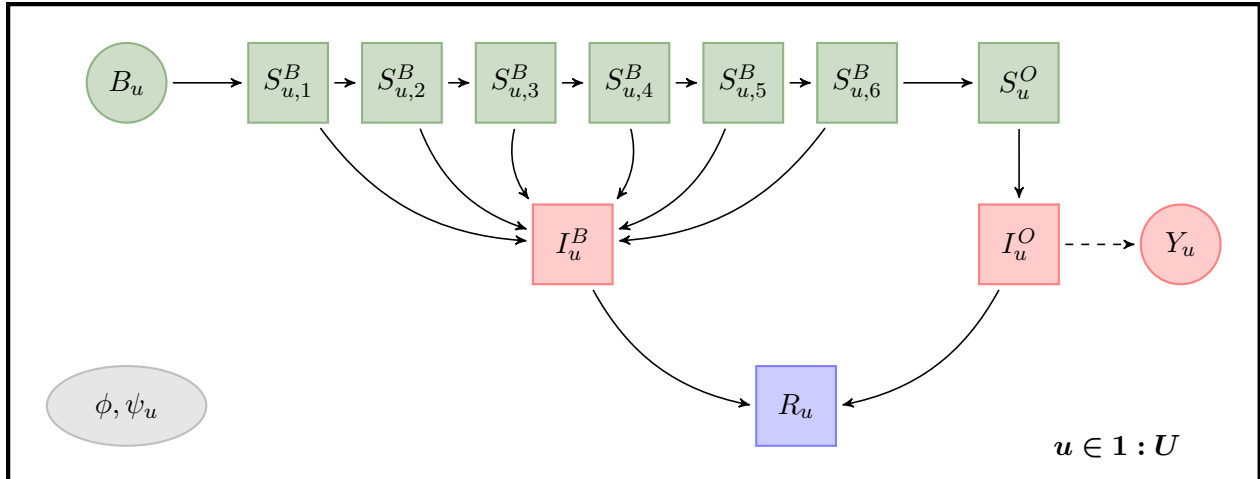 B_u S^B_{u,1} S^B_{u,2} S^B_{u,3} S^B_{u,4} S^B_{u,5} S^B_{u,6} S^O_u
I^B_u I^O_u Y_u
ϕ, ψ_u R_u
u ∈ 1 : U